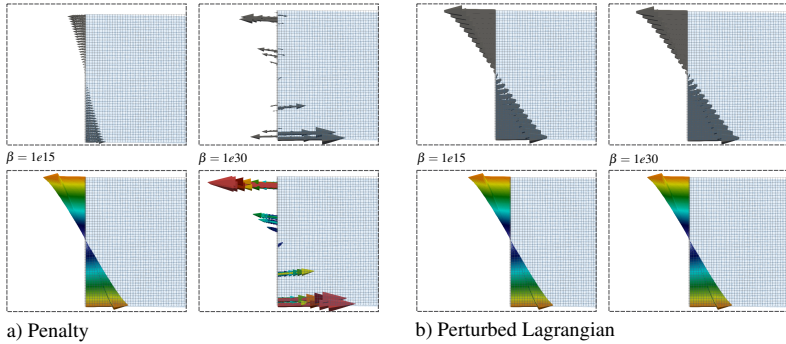 β = 1e15
β = 1e30
β = 1e15
β = 1e30
a) Penalty
b) Perturbed Lagrangian